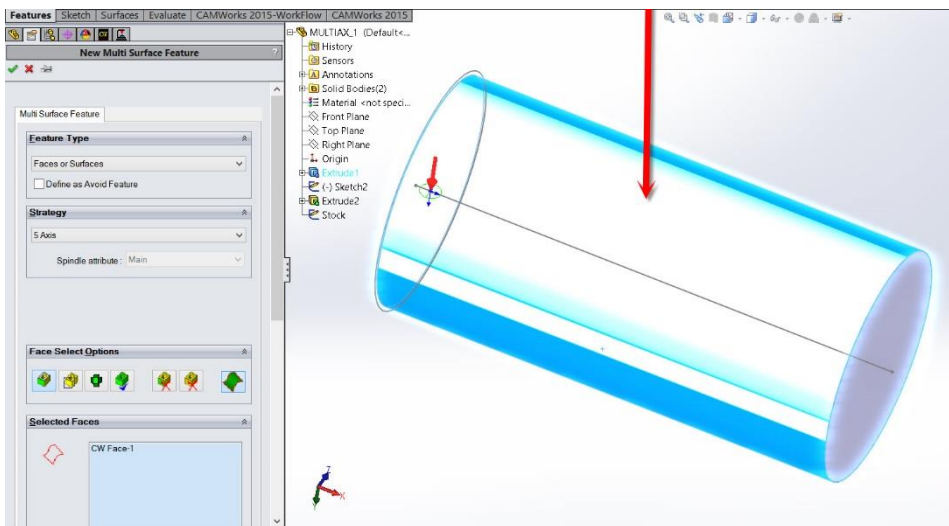 Features Sketch Surfaces Evaluate CAMWorks 2015-WorkFlow CAMWorks 2015
New Multi Surface Feature
?
Multi Surface Feature
Feature Type
Faces or Surfaces
Define as Avoid Feature
Strategy
5 Axis
Spindle attribute : Main
Face Select Options
Selected Faces
CW Face-1
MULTIAX_1 (Default<...
History
Sensors
Annotations
Solid Bodies(2)
Material <not speci...
Front Plane
Top Plane
Right Plane
Origin
Extrude1
(-) Sketch2
Extrude2
Stock
Z
X
Y